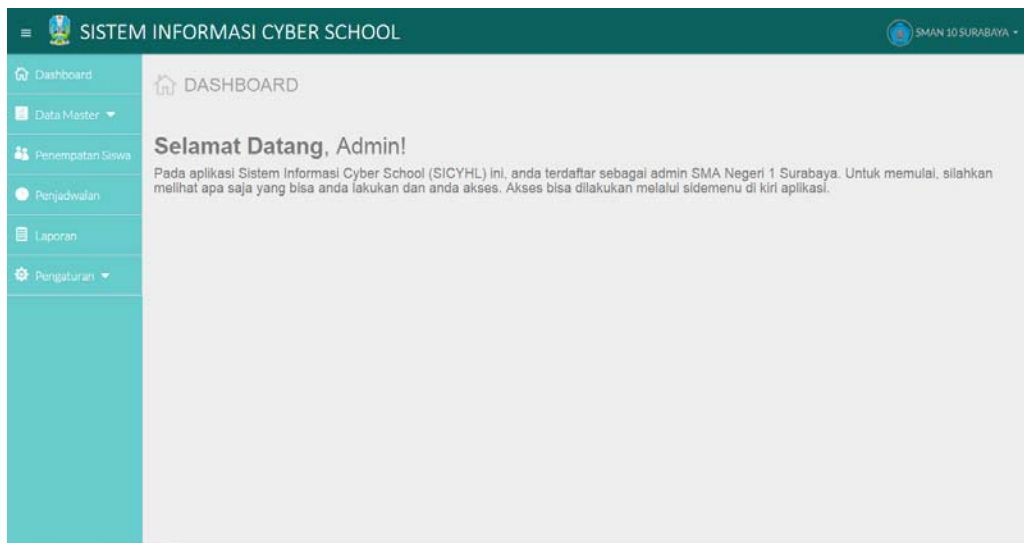 SISTEM INFORMASI CYBER SCHOOL
SMAN 10 SURABAYA
Dashboard
Data Master
Penempatan Siswa
Penjadwalan
Laporan
Pengaturan
DASHBOARD
Selamat Datang, Admin!
Pada aplikasi Sistem Informasi Cyber School (SICYHL) ini, anda terdaftar sebagai admin SMA Negeri 1 Surabaya. Untuk memulai, silahkan
melihat apa saja yang bisa anda lakukan dan anda akses. Akses bisa dilakukan melalui sidemenu di kiri aplikasi.